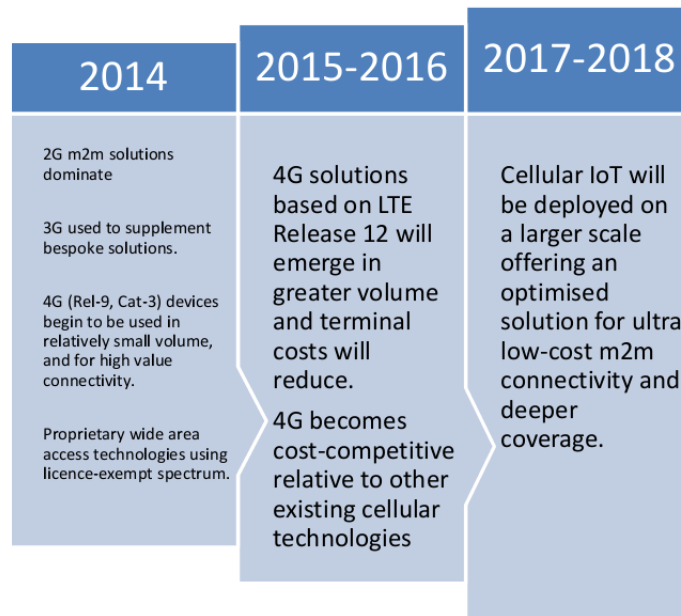 2014
2G m2m solutions
dominate
3G used to supplement
bespoke solutions.
4G (Rel-9, Cat-3) devices
begin to be used in
relatively small volume,
and for high value
connectivity.
Proprietary wide area
access technologies using
licence-exempt spectrum.
2015-2016
4G solutions
based on LTE
Release 12 will
emerge in
greater volume
and terminal
costs will
reduce.
4G becomes
cost-competitive
relative to other
existing cellular
technologies
2017-2018
Cellular IoT will
be deployed on
a larger scale
offering an
optimised
solution for ultra
low-cost m2m
connectivity and
deeper
coverage.